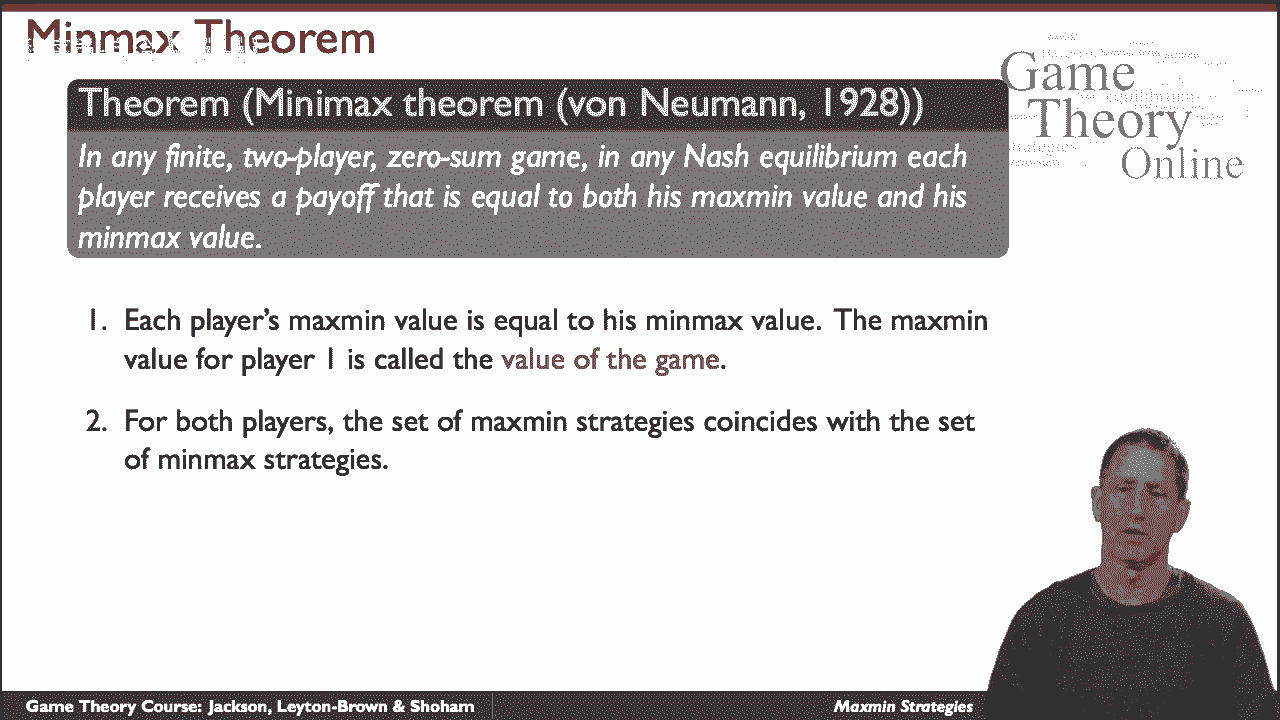 Minmax Theorem
Game
Theory
Online
Theorem (Minimax theorem (von Neumann, 1928))
In any finite, two-player, zero-sum game, in any Nash equilibrium each
player receives a payoff that is equal to both his maxmin value and his
minmax value.
1. Each player's maxmin value is equal to his minmax value. The maxmin
value for player 1 is called the value of the game.
2. For both players, the set of maxmin strategies coincides with the set
of minmax strategies.
Game Theory Course: Jackson, Leyton-Brown & Shoham
Maxmin Strategies